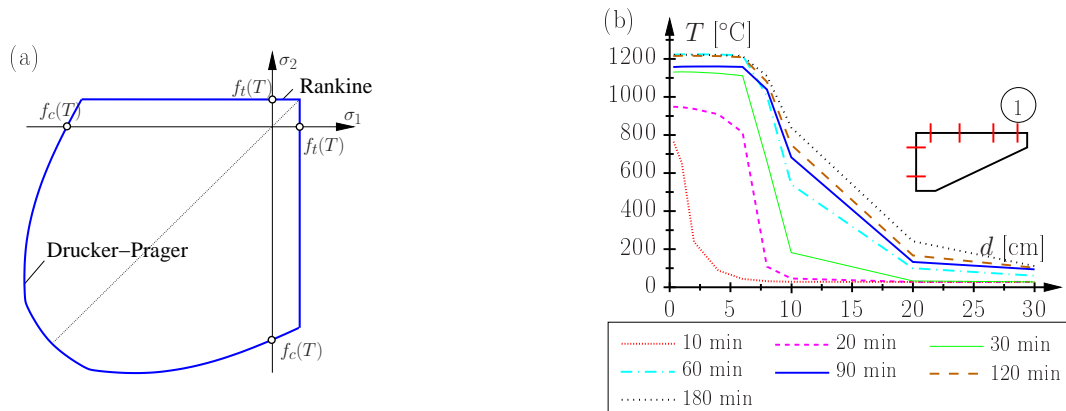 (a)
σ2
ft(T)
Rankine
fc(T)
σ1
ft(T)
Drucker–Prager
fc(T)
(b)
T [°C]
1200
1000
800
600
400
200
0
1
d [cm]
0 5 10 15 20 25 30
10 min 20 min 30 min
60 min 90 min 120 min
180 min